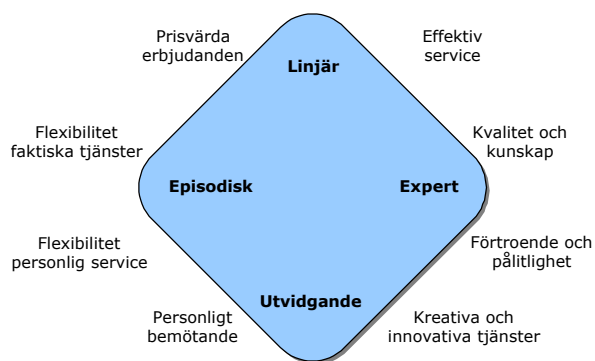 Prisvärda
erbjudanden
Effektiv
service
Linjär
Flexibilitet
faktiska tjänster
Kvalitet och
kunskap
Episodisk
Expert
Flexibilitet
personlig service
Förtroende och
pålitlighet
Utvidgande
Personligt
bemötande
Kreativa och
innovativa tjänster